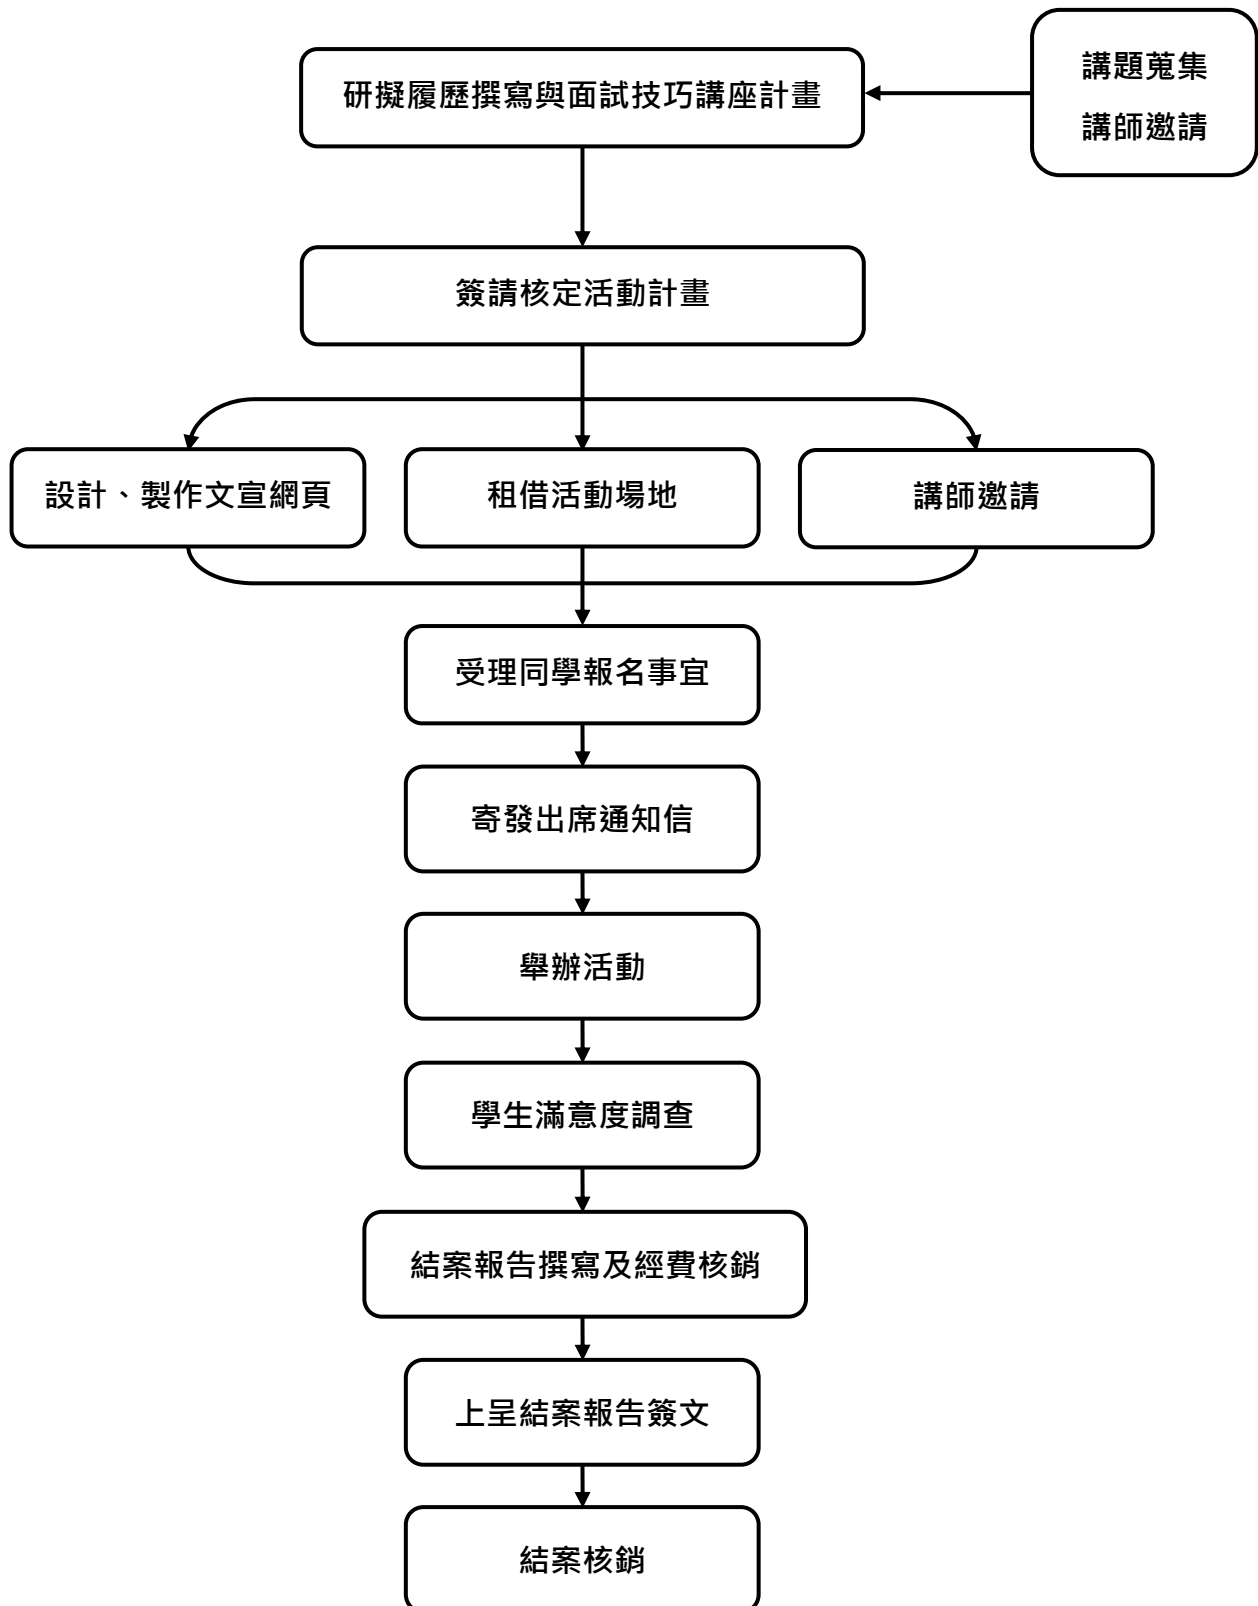 研擬履歷撰寫與面試技巧講座計畫
講題蒐集
講師邀請
簽請核定活動計畫
設計、製作文宣網頁
租借活動場地
講師邀請
受理同學報名事宜
寄發出席通知信
舉辦活動
學生滿意度調查
結案報告撰寫及經費核銷
上呈結案報告簽文
結案核銷